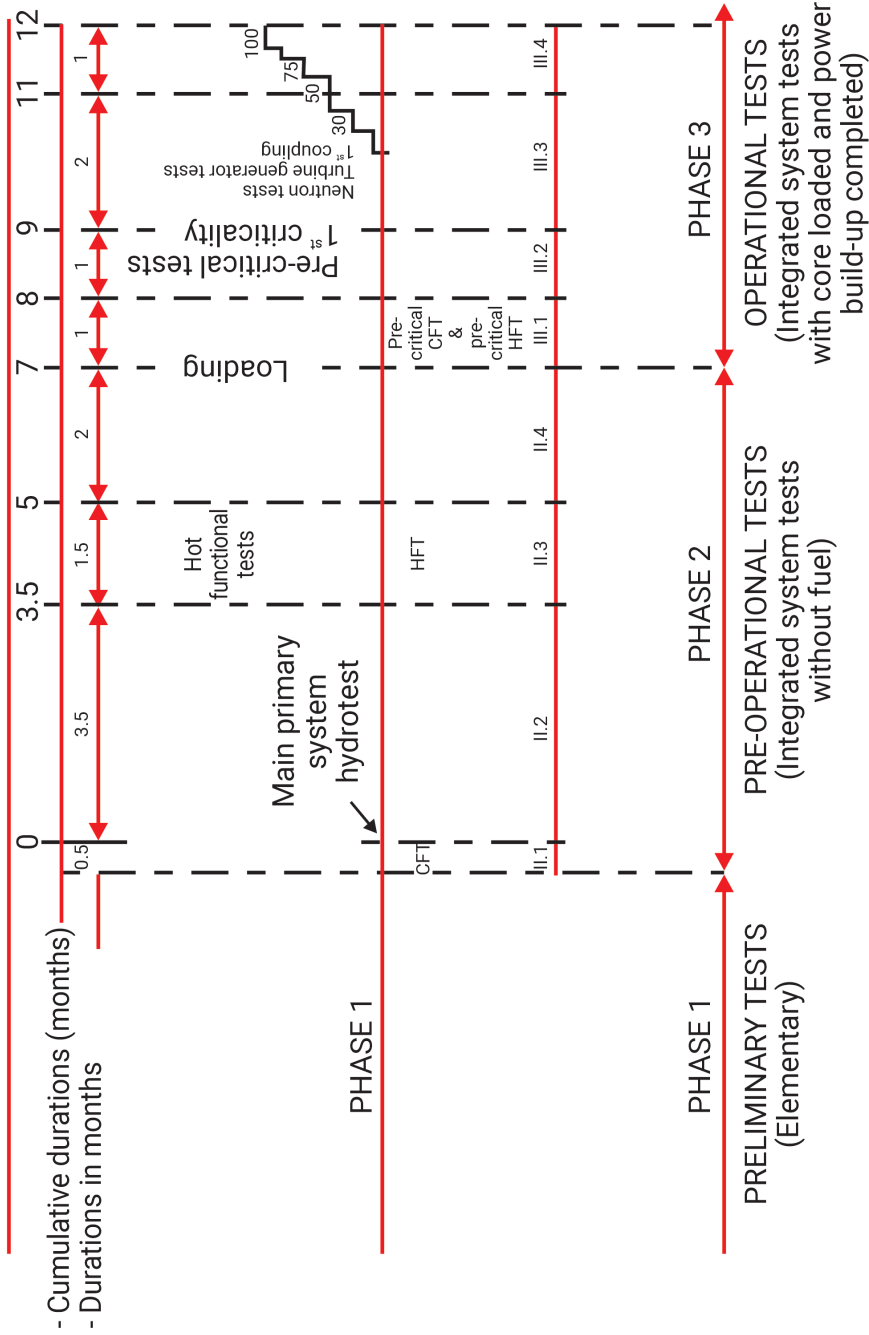 - Cumulative durations (months)
- Durations in months
0
3.5
5
7
8
9
11
12
0.5
3.5
1.5
2
1
1
2
1
Hot
functional
tests
Loading
Pre-critical tests
1st criticality
Neutron tests
Turbine generator tests
1st coupling
30
50
75
100
Main primary
system
hydrotest
PHASE 1
CFT
HFT
Pre-
critical
CFT
&
pre-
critical
HFT
II.1
II.2
II.3
II.4
III.1
III.2
III.3
III.4
PHASE 1
PRELIMINARY TESTS
(Elementary)
PHASE 2
PRE-OPERATIONAL TESTS
(Integrated system tests
without fuel)
PHASE 3
OPERATIONAL TESTS
(Integrated system tests
with core loaded and power
build-up completed)